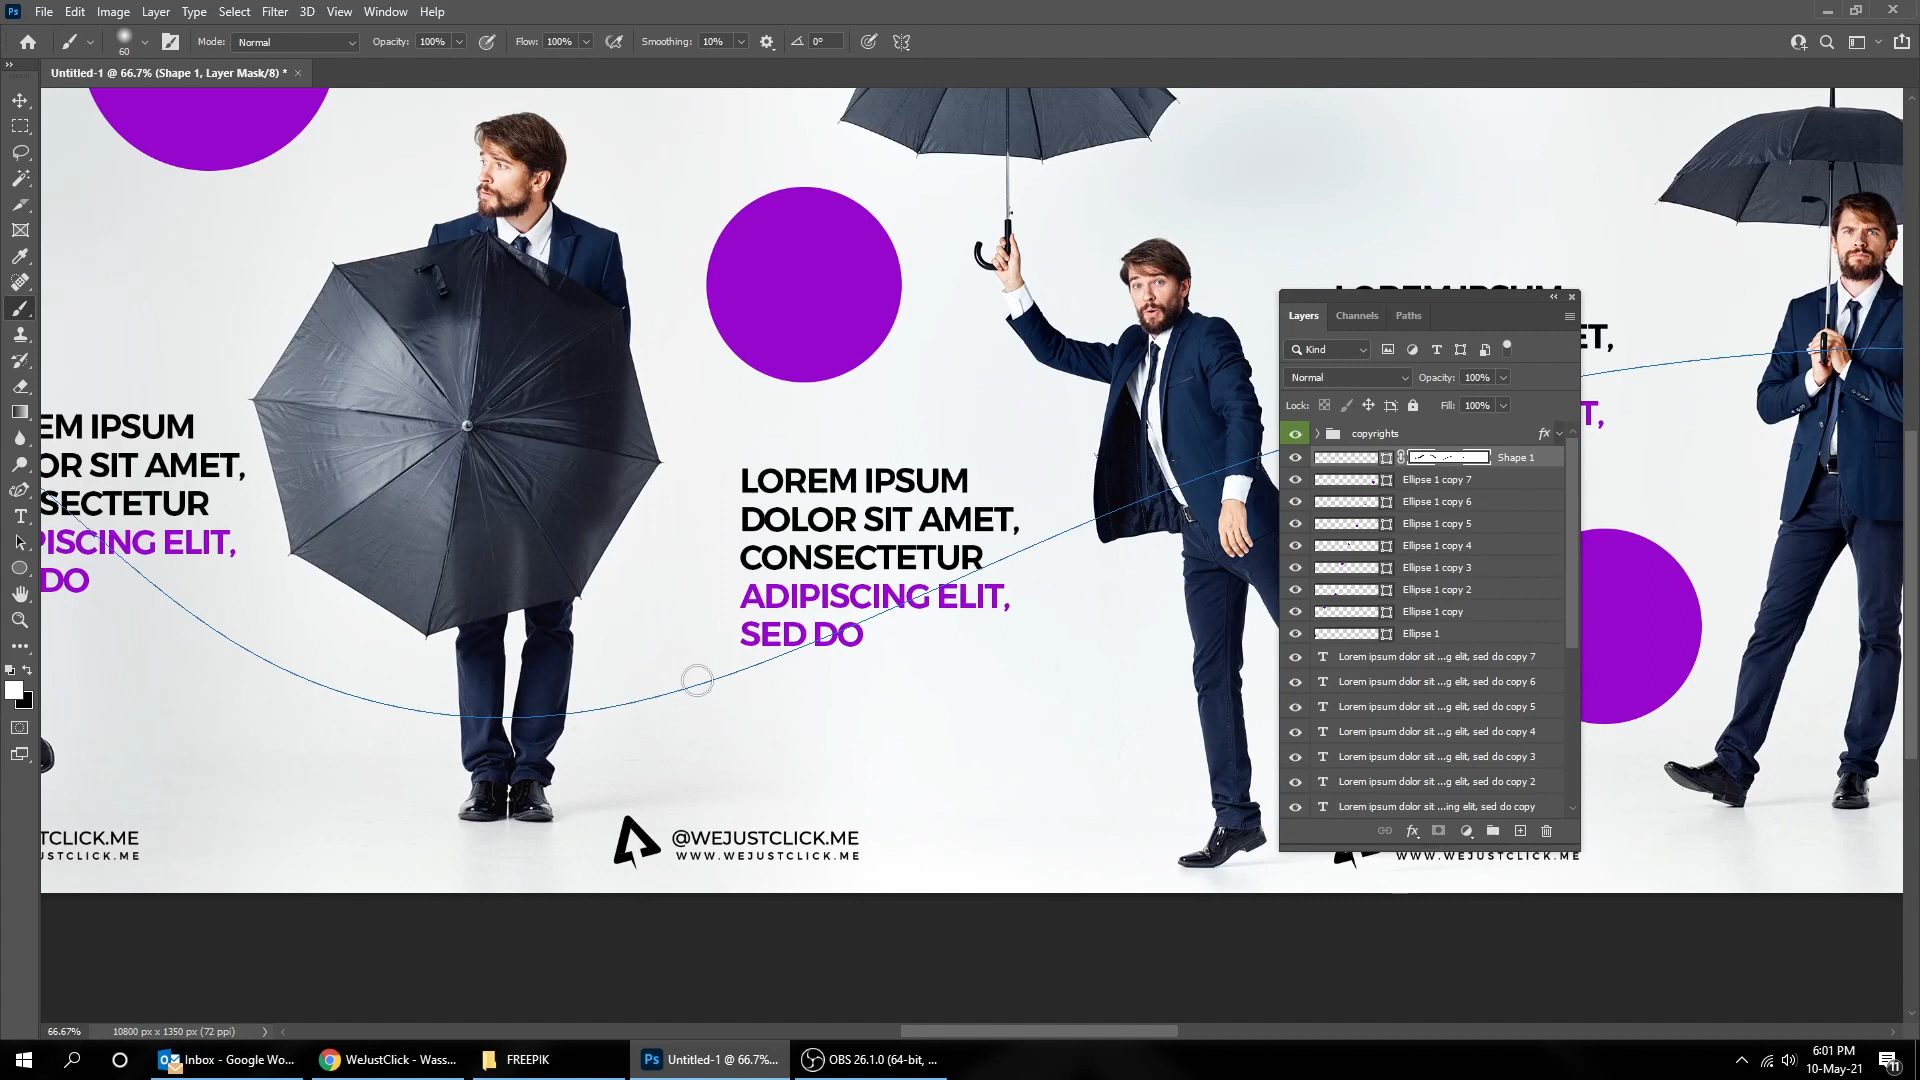 Ps File Edit Image Layer Type Select Filter 3D View Window Help
60 Mode: Normal Opacity: 100% Flow: 100% Smoothing: 10% 0°
Untitled-1 @ 66.7% (Shape 1, Layer Mask/8) * ×
EM IPSUM
OR SIT AMET,
SECTETUR
PISCING ELIT,
DO
LOREM IPSUM
DOLOR SIT AMET,
CONSECTETUR
ADIPISCING ELIT,
SED DO
TCLICK.ME
USTCLICK.ME
@WEJUSTCLICK.ME
WWW.WEJUSTCLICK.ME
LOREM IPSUM
T,
T,
WWW.WEJUSTCLICK.ME
Layers Channels Paths
Kind
Normal Opacity: 100%
Lock: Fill: 100%
copyrights fx
Shape 1
Ellipse 1 copy 7
Ellipse 1 copy 6
Ellipse 1 copy 5
Ellipse 1 copy 4
Ellipse 1 copy 3
Ellipse 1 copy 2
Ellipse 1 copy
Ellipse 1
T Lorem ipsum dolor sit ...g elit, sed do copy 7
T Lorem ipsum dolor sit ...g elit, sed do copy 6
T Lorem ipsum dolor sit ...g elit, sed do copy 5
T Lorem ipsum dolor sit ...g elit, sed do copy 4
T Lorem ipsum dolor sit ...g elit, sed do copy 3
T Lorem ipsum dolor sit ...g elit, sed do copy 2
T Lorem ipsum dolor sit ...ing elit, sed do copy
fx
66.67% 10800 px x 1350 px (72 ppi)
Inbox - Google Wo... WeJustClick - Wass... FREEPIK Ps Untitled-1 @ 66.7%... OBS 26.1.0 (64-bit, ...
6:01 PM
10-May-21
11